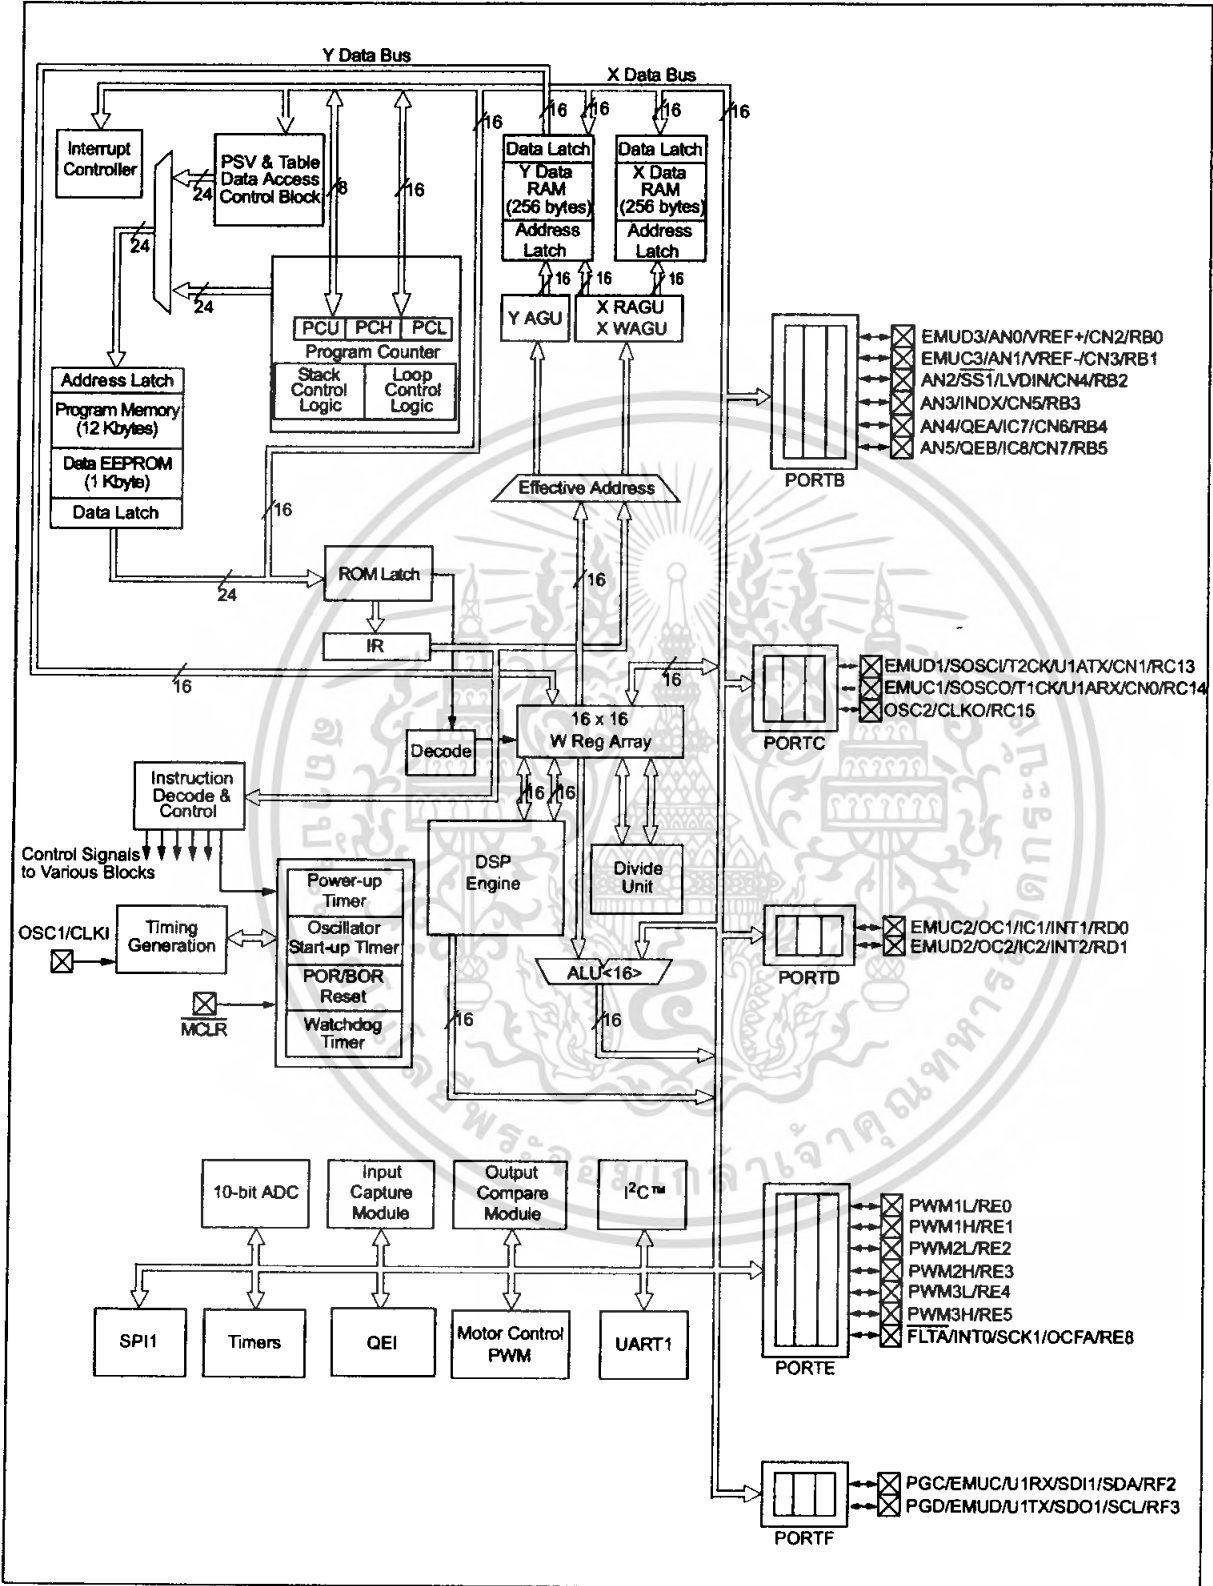 Y Data Bus
X Data Bus
16
16
16
16
16
Interrupt
Controller
PSV & Table
Data Access
Control Block
24
8
16
24
24
Data Latch
Y Data
RAM
(256 bytes)
Address
Latch
Data Latch
X Data
RAM
(256 bytes)
Address
Latch
16
16
16
Y AGU
X RAGU
X WAGU
PCU PCH PCL
Program Counter
Stack
Control
Logic
Loop
Control
Logic
Address Latch
Program Memory
(12 Kbytes)
Data EEPROM
(1 Kbyte)
Data Latch
16
24
Effective Address
16
ROM Latch
IR
16
16
Decode
16 x 16
W Reg Array
16
16
Instruction
Decode &
Control
Control Signals
to Various Blocks
DSP
Engine
Divide
Unit
Power-up
Timer
Oscillator
Start-up Timer
POR/BOR
Reset
Watchdog
Timer
OSC1/CLKI
Timing
Generation
MCLR
ALU<16>
16
16
EMUD3/AN0/VREF+/CN2/RB0
EMUC3/AN1/VREF-/CN3/RB1
AN2/SS1/LVDIN/CN4/RB2
AN3/INDX/CN5/RB3
AN4/QEA/IC7/CN6/RB4
AN5/QEB/IC8/CN7/RB5
PORTB
EMUD1/SOSCI/T2CK/U1ATX/CN1/RC13
EMUC1/SOSCO/T1CK/U1ARX/CN0/RC14
OSC2/CLKO/RC15
PORTC
EMUC2/OC1/IC1/INT1/RD0
EMUD2/OC2/IC2/INT2/RD1
PORTD
10-bit ADC
Input
Capture
Module
Output
Compare
Module
I²C™
SPI1
Timers
QEI
Motor Control
PWM
UART1
PWM1L/RE0
PWM1H/RE1
PWM2L/RE2
PWM2H/RE3
PWM3L/RE4
PWM3H/RE5
FLTA/INT0/SCK1/OCFA/RE8
PORTE
PGC/EMUC/U1RX/SDI1/SDA/RF2
PGD/EMUD/U1TX/SDO1/SCL/RF3
PORTF